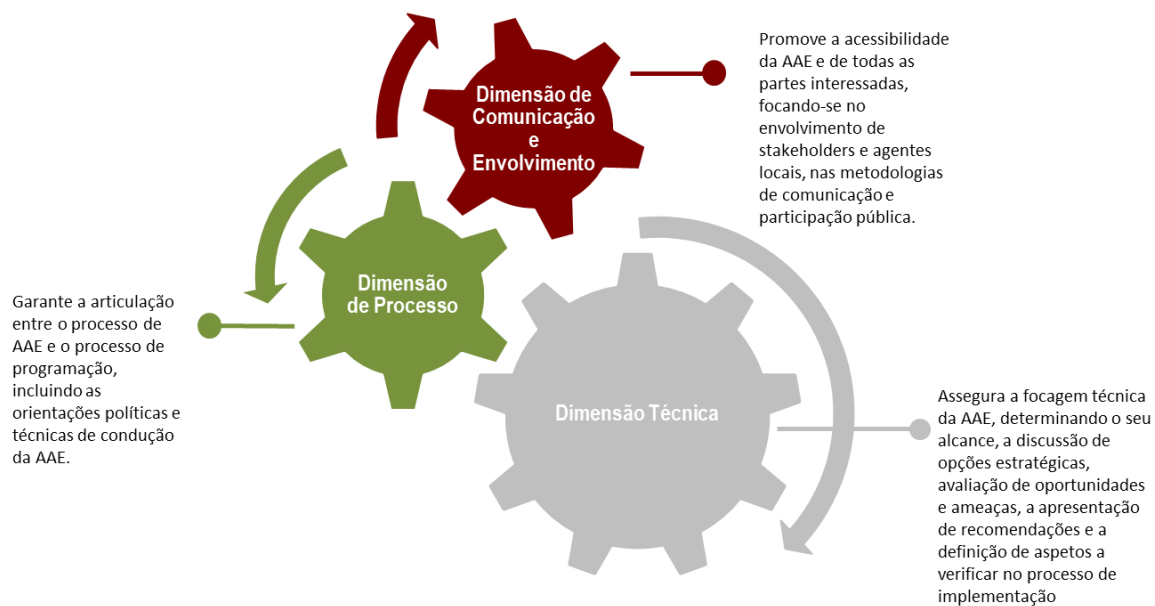 Dimensão de
Comunicação
e
Envolvimento
Promove a acessibilidade
da AAE e de todas as
partes interessadas,
focando-se no
envolvimento de
stakeholders e agentes
locais, nas metodologias
de comunicação e
participação pública.
Dimensão
de Processo
Garante a articulação
entre o processo de
AAE e o processo de
programação,
incluindo as
orientações políticas e
técnicas de condução
da AAE.
Dimensão Técnica
Assegura a focagem técnica
da AAE, determinando o seu
alcance, a discussão de
opções estratégicas,
avaliação de oportunidades
e ameaças, a apresentação
de recomendações e a
definição de aspetos a
verificar no processo de
implementação